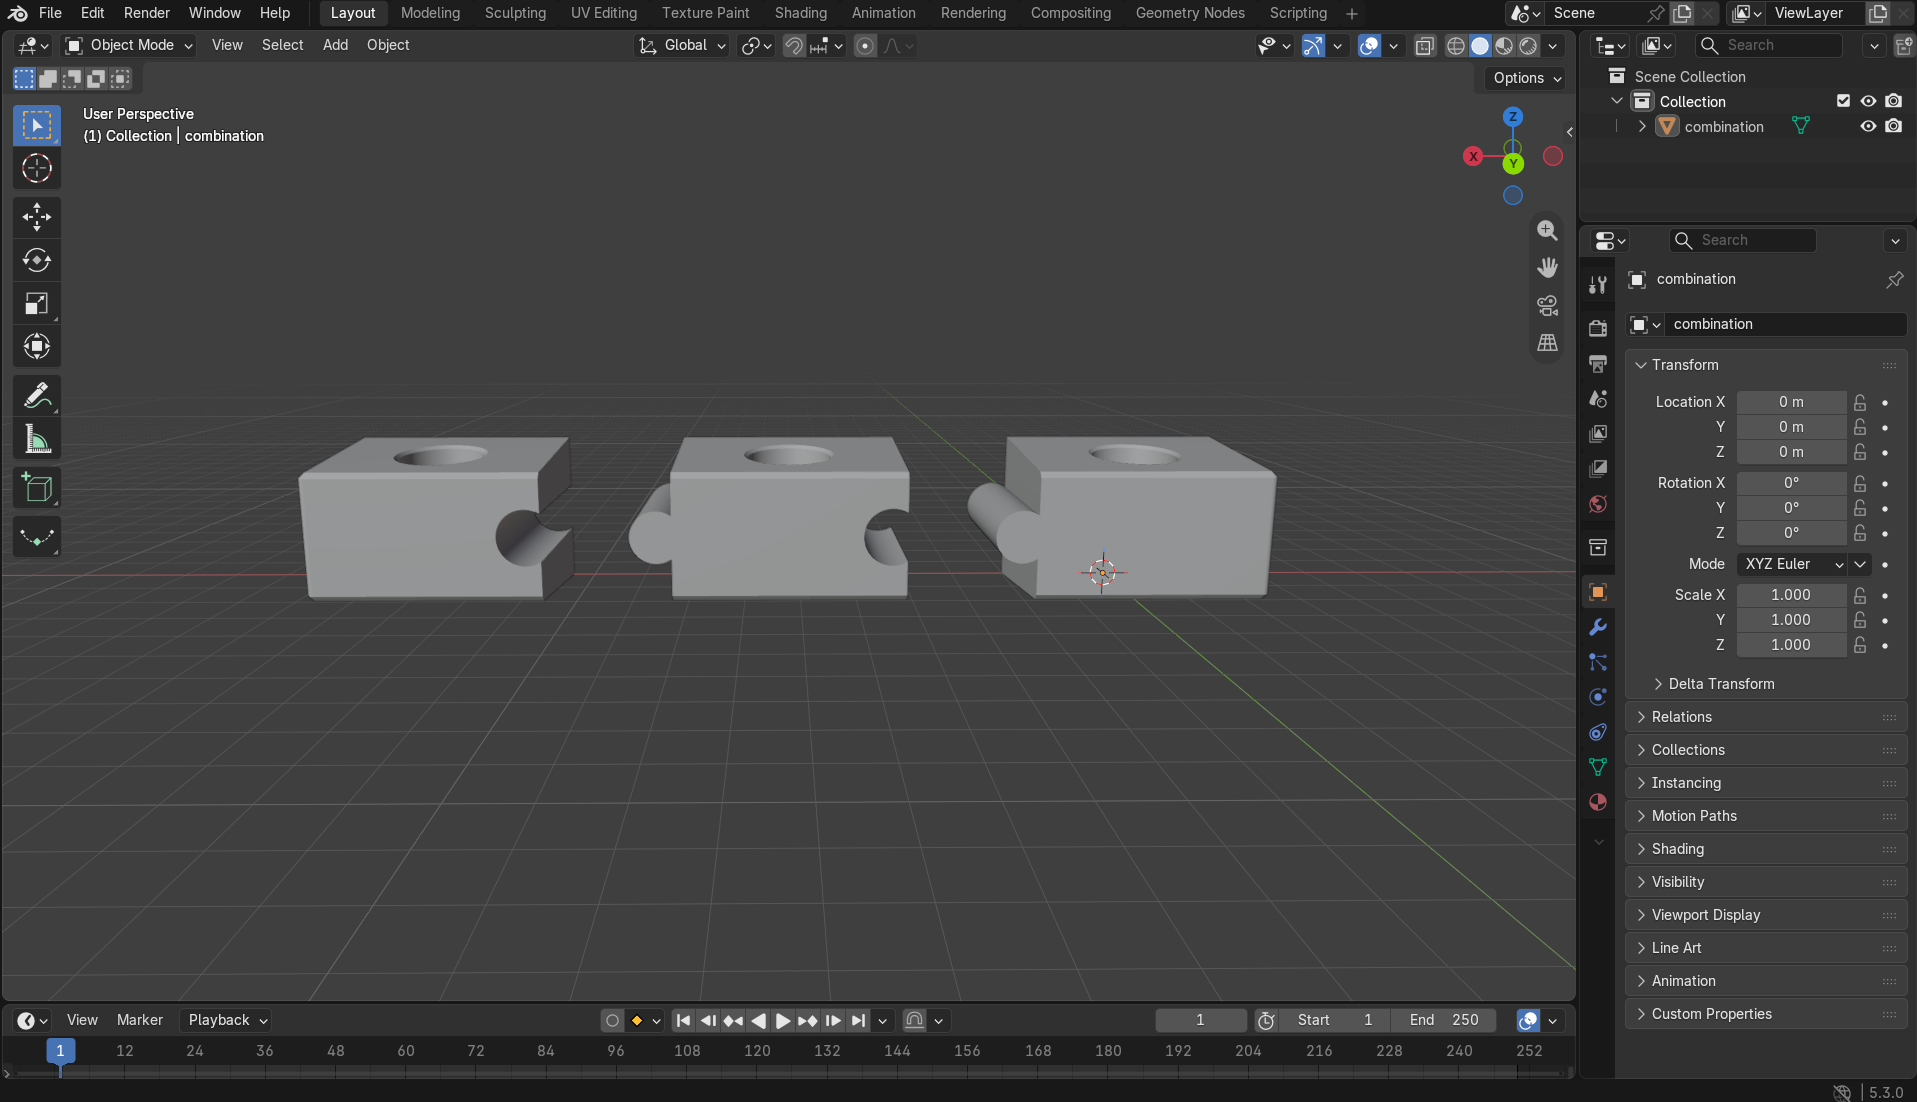 File Edit Render Window Help Layout Modeling Sculpting UV Editing Texture Paint Shading Animation Rendering Compositing Geometry Nodes Scripting + Scene ViewLayer
Object Mode View Select Add Object Global Search
Options
User Perspective
(1) Collection | combination
Z
X
Y
Scene Collection
Collection
combination
Search
combination
combination
Transform
Location X 0 m
Y 0 m
Z 0 m
Rotation X 0°
Y 0°
Z 0°
Mode XYZ Euler
Scale X 1.000
Y 1.000
Z 1.000
Delta Transform
Relations
Collections
Instancing
Motion Paths
Shading
Visibility
Viewport Display
Line Art
Animation
Custom Properties
View Marker Playback 1 Start 1 End 250
1 12 24 36 48 60 72 84 96 108 120 132 144 156 168 180 192 204 216 228 240 252
5.3.0